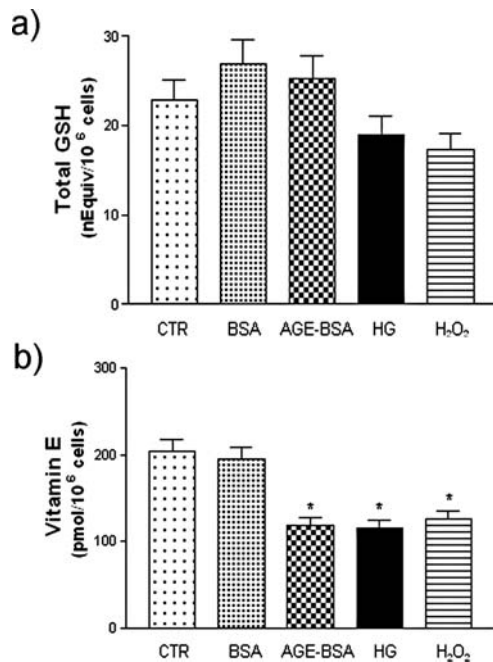 a)
Total GSH
(nEquiv/10⁶ cells)
30
20
10
0
CTR BSA AGE-BSA HG H₂O₂
b)
Vitamin E
(pmol/10⁶ cells)
300
200
100
0
* * *
CTR BSA AGE-BSA HG H₂O₂